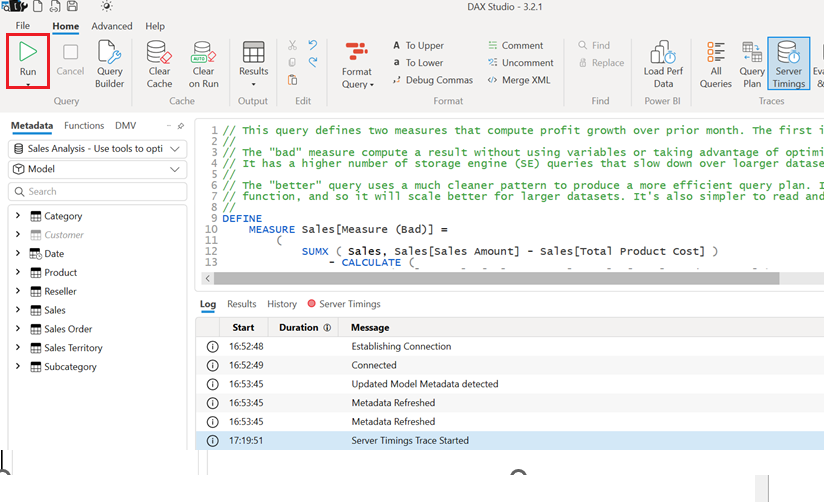 DAX Studio - 3.2.1
File Home Advanced Help
Run
Cancel
Query
Builder
Query
Clear
Cache
AUTO
Clear
on Run
Cache
Results
Output
Edit
Format
Query
A To Upper
a To Lower
Debug Commas
Comment
Uncomment
Merge XML
Format
Find
Replace
Find
Load Perf
Data
Power BI
All
Queries
Query
Plan
Server
Timings
Traces
Metadata Functions DMV
Sales Analysis - Use tools to opti
Model
Search
Category
Customer
Date
Product
Reseller
Sales
Sales Order
Sales Territory
Subcategory
1 // This query defines two measures that compute profit growth over prior month. The first i
2 //
3 // The "bad" measure compute a result without using variables or taking advantage of optimi
4 // It has a higher number of storage engine (SE) queries that slow down over loarger datase
5 //
6 // The "better" query uses a much cleaner pattern to produce a more efficient query plan. I
7 // function, and so it will scale better for larger datasets. It's also simpler to read and
8 //
9 DEFINE
10 MEASURE Sales[Measure (Bad)] =
11 (
12 SUMX ( Sales, Sales[Sales Amount] - Sales[Total Product Cost] )
13 - CALCULATE (
Log Results History Server Timings
Start Duration Message
16:52:48 Establishing Connection
16:52:49 Connected
16:53:45 Updated Model Metadata detected
16:53:45 Metadata Refreshed
16:53:45 Metadata Refreshed
17:19:51 Server Timings Trace Started